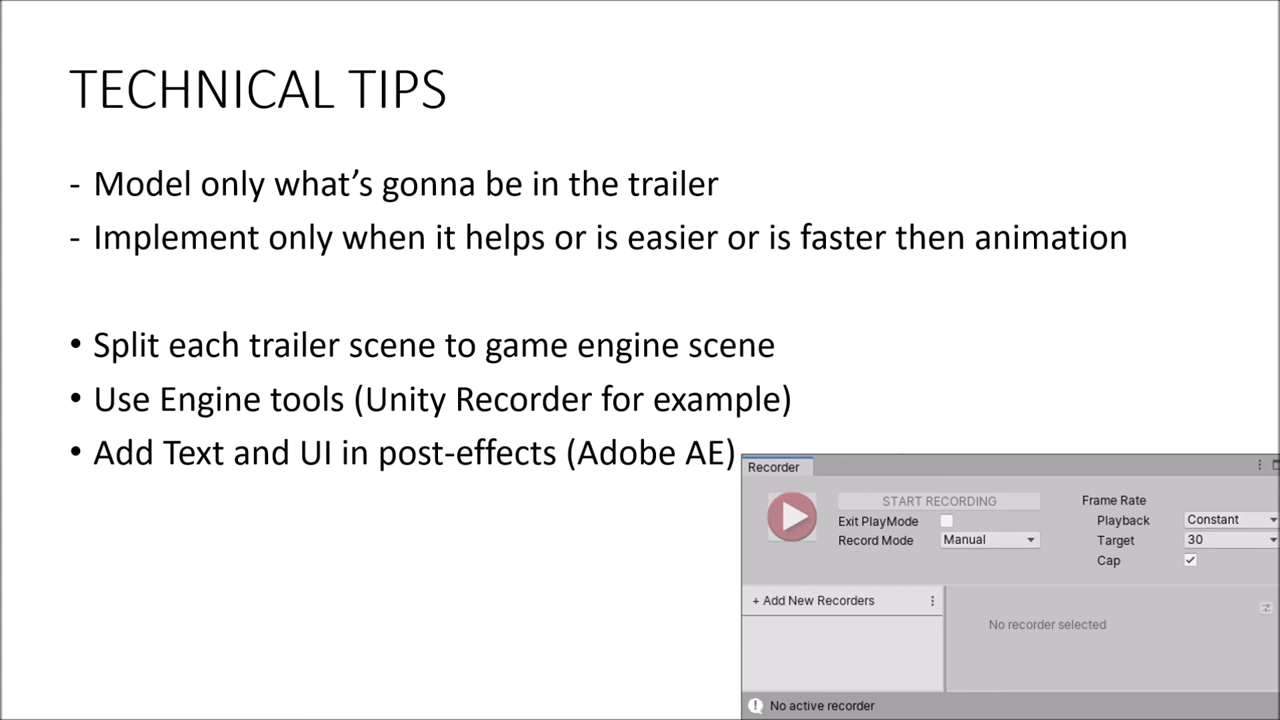 TECHNICAL TIPS
- Model only what's gonna be in the trailer
- Implement only when it helps or is easier or is faster then animation
• Split each trailer scene to game engine scene
• Use Engine tools (Unity Recorder for example)
• Add Text and UI in post-effects (Adobe AE)
Recorder
START RECORDING
Exit PlayMode
Record Mode Manual
Frame Rate
Playback Constant
Target 30
Cap
+ Add New Recorders
No recorder selected
No active recorder